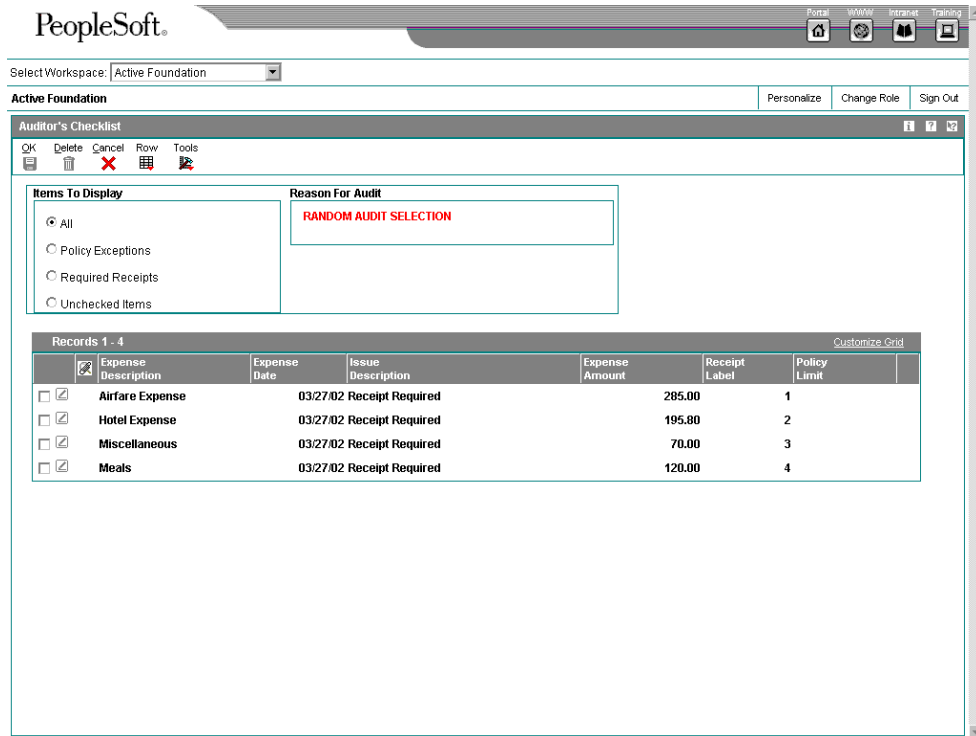 PeopleSoft®
Portal WWW Intranet Training
Select Workspace: Active Foundation
Active Foundation Personalize Change Role Sign Out
Auditor's Checklist
OK Delete Cancel Row Tools
Items To Display
All
Policy Exceptions
Required Receipts
Unchecked Items
Reason For Audit
RANDOM AUDIT SELECTION
Records 1 - 4 Customize Grid
Expense Expense Issue Expense Receipt Policy
Description Date Description Amount Label Limit
Airfare Expense 03/27/02 Receipt Required 285.00 1
Hotel Expense 03/27/02 Receipt Required 195.80 2
Miscellaneous 03/27/02 Receipt Required 70.00 3
Meals 03/27/02 Receipt Required 120.00 4